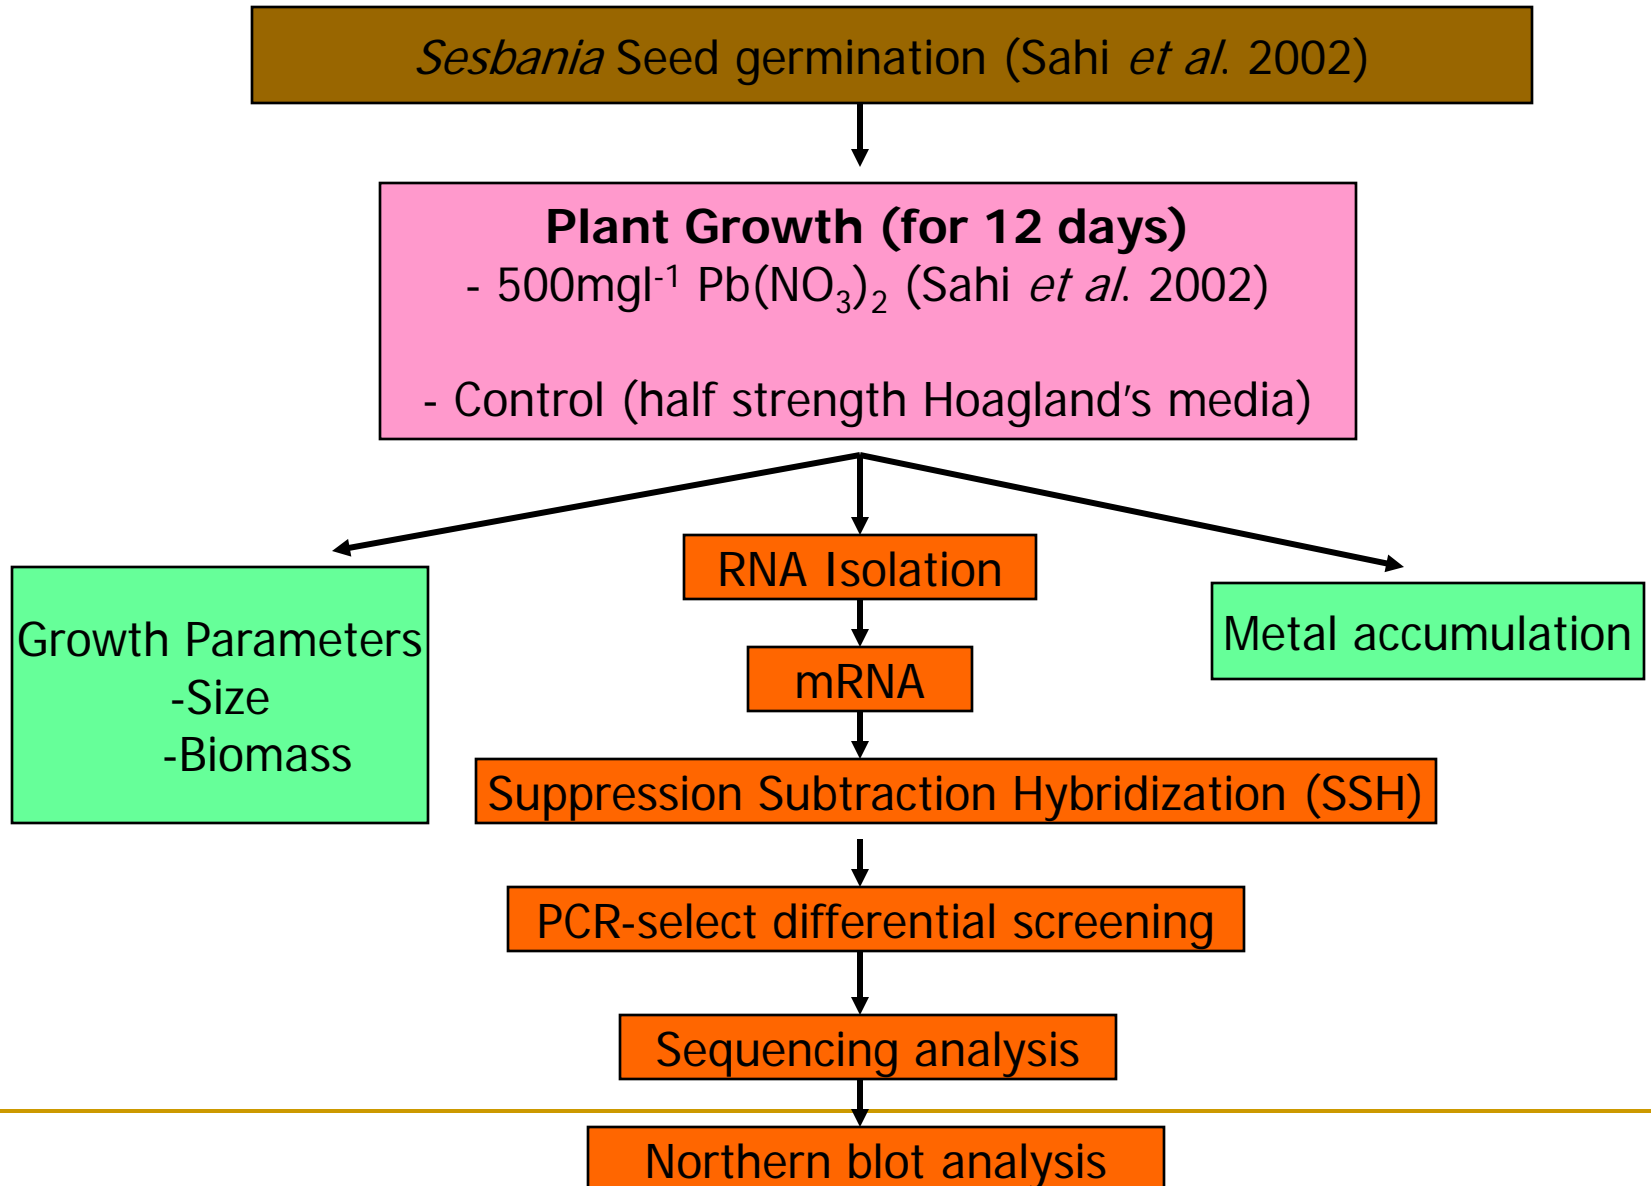 Sesbania Seed germination (Sahi et al. 2002)
Plant Growth (for 12 days)
- 500mgl⁻¹ Pb(NO₃)₂ (Sahi et al. 2002)
- Control (half strength Hoagland's media)
Growth Parameters
-Size
-Biomass
RNA Isolation
mRNA
Suppression Subtraction Hybridization (SSH)
PCR-select differential screening
Sequencing analysis
Northern blot analysis
Metal accumulation